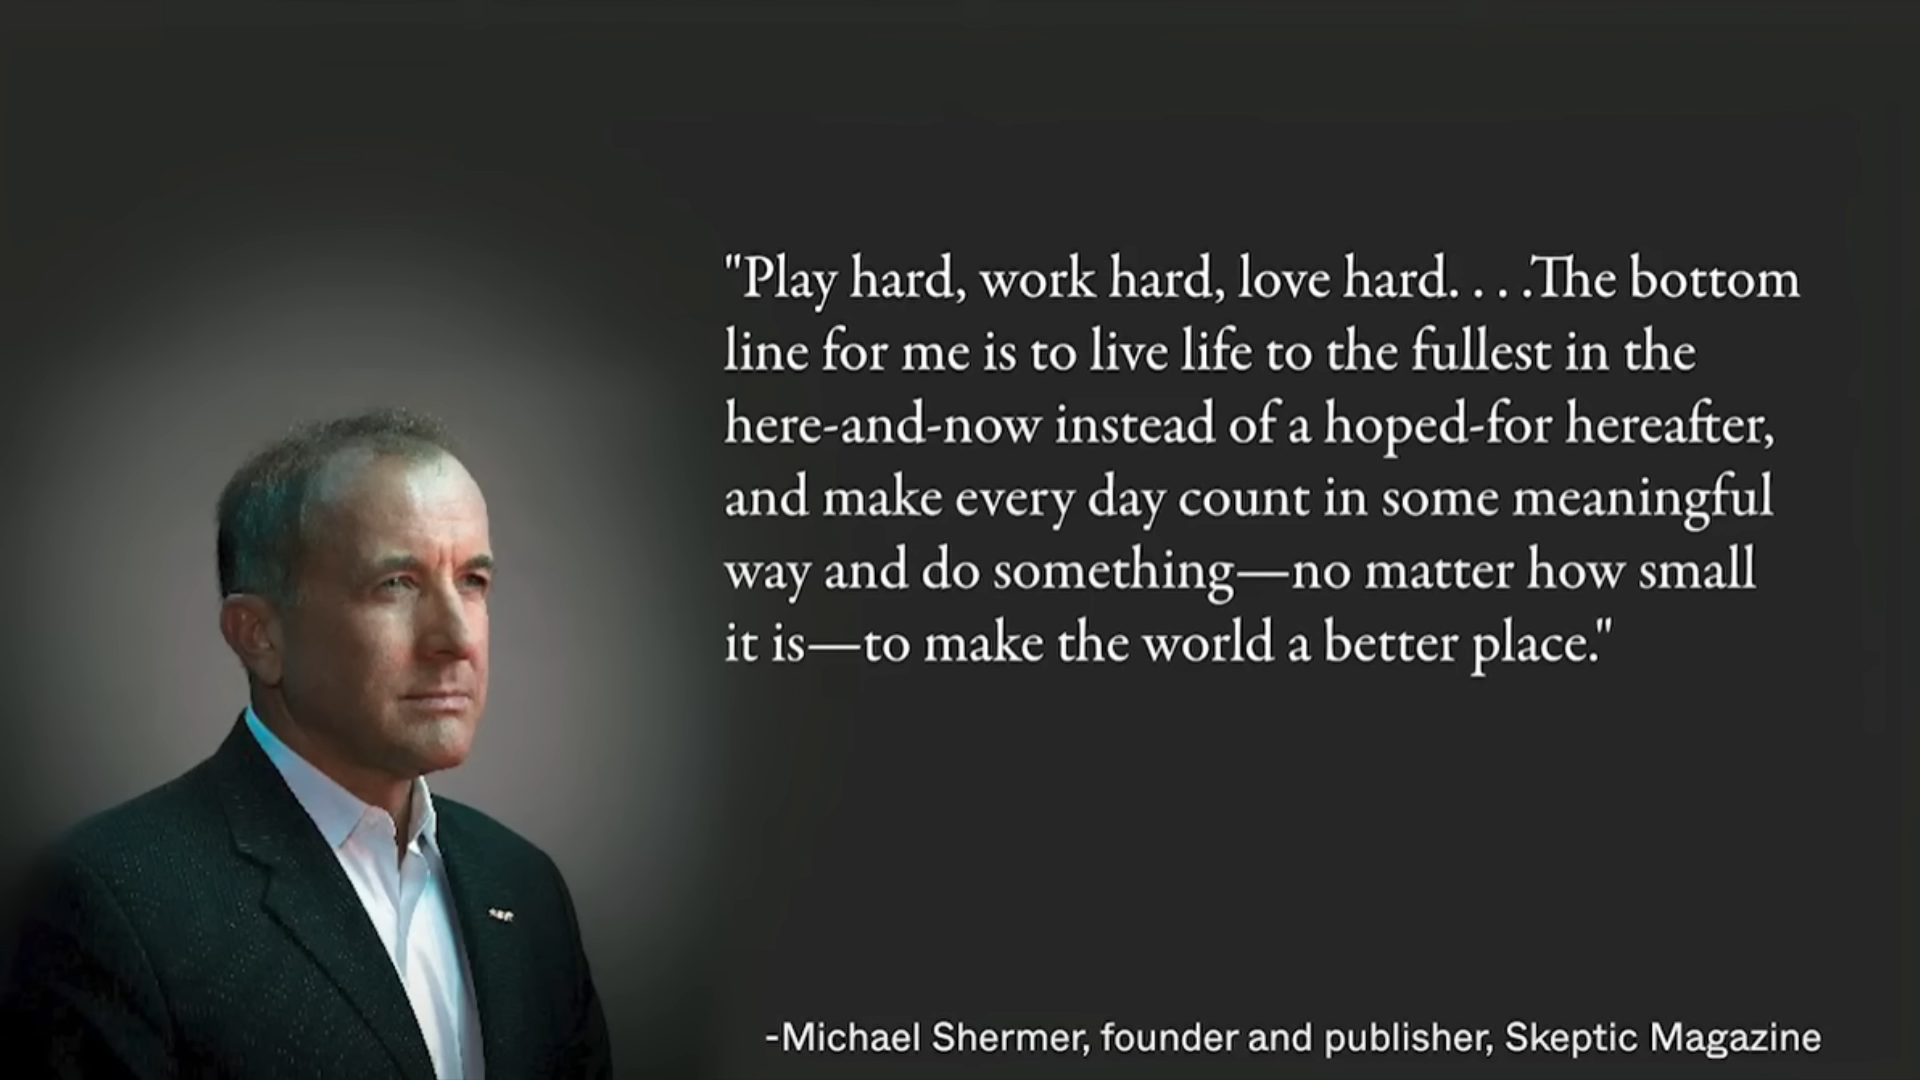 "Play hard, work hard, love hard. . . .The bottom
line for me is to live life to the fullest in the
here-and-now instead of a hoped-for hereafter,
and make every day count in some meaningful
way and do something—no matter how small
it is—to make the world a better place."
-Michael Shermer, founder and publisher, Skeptic Magazine